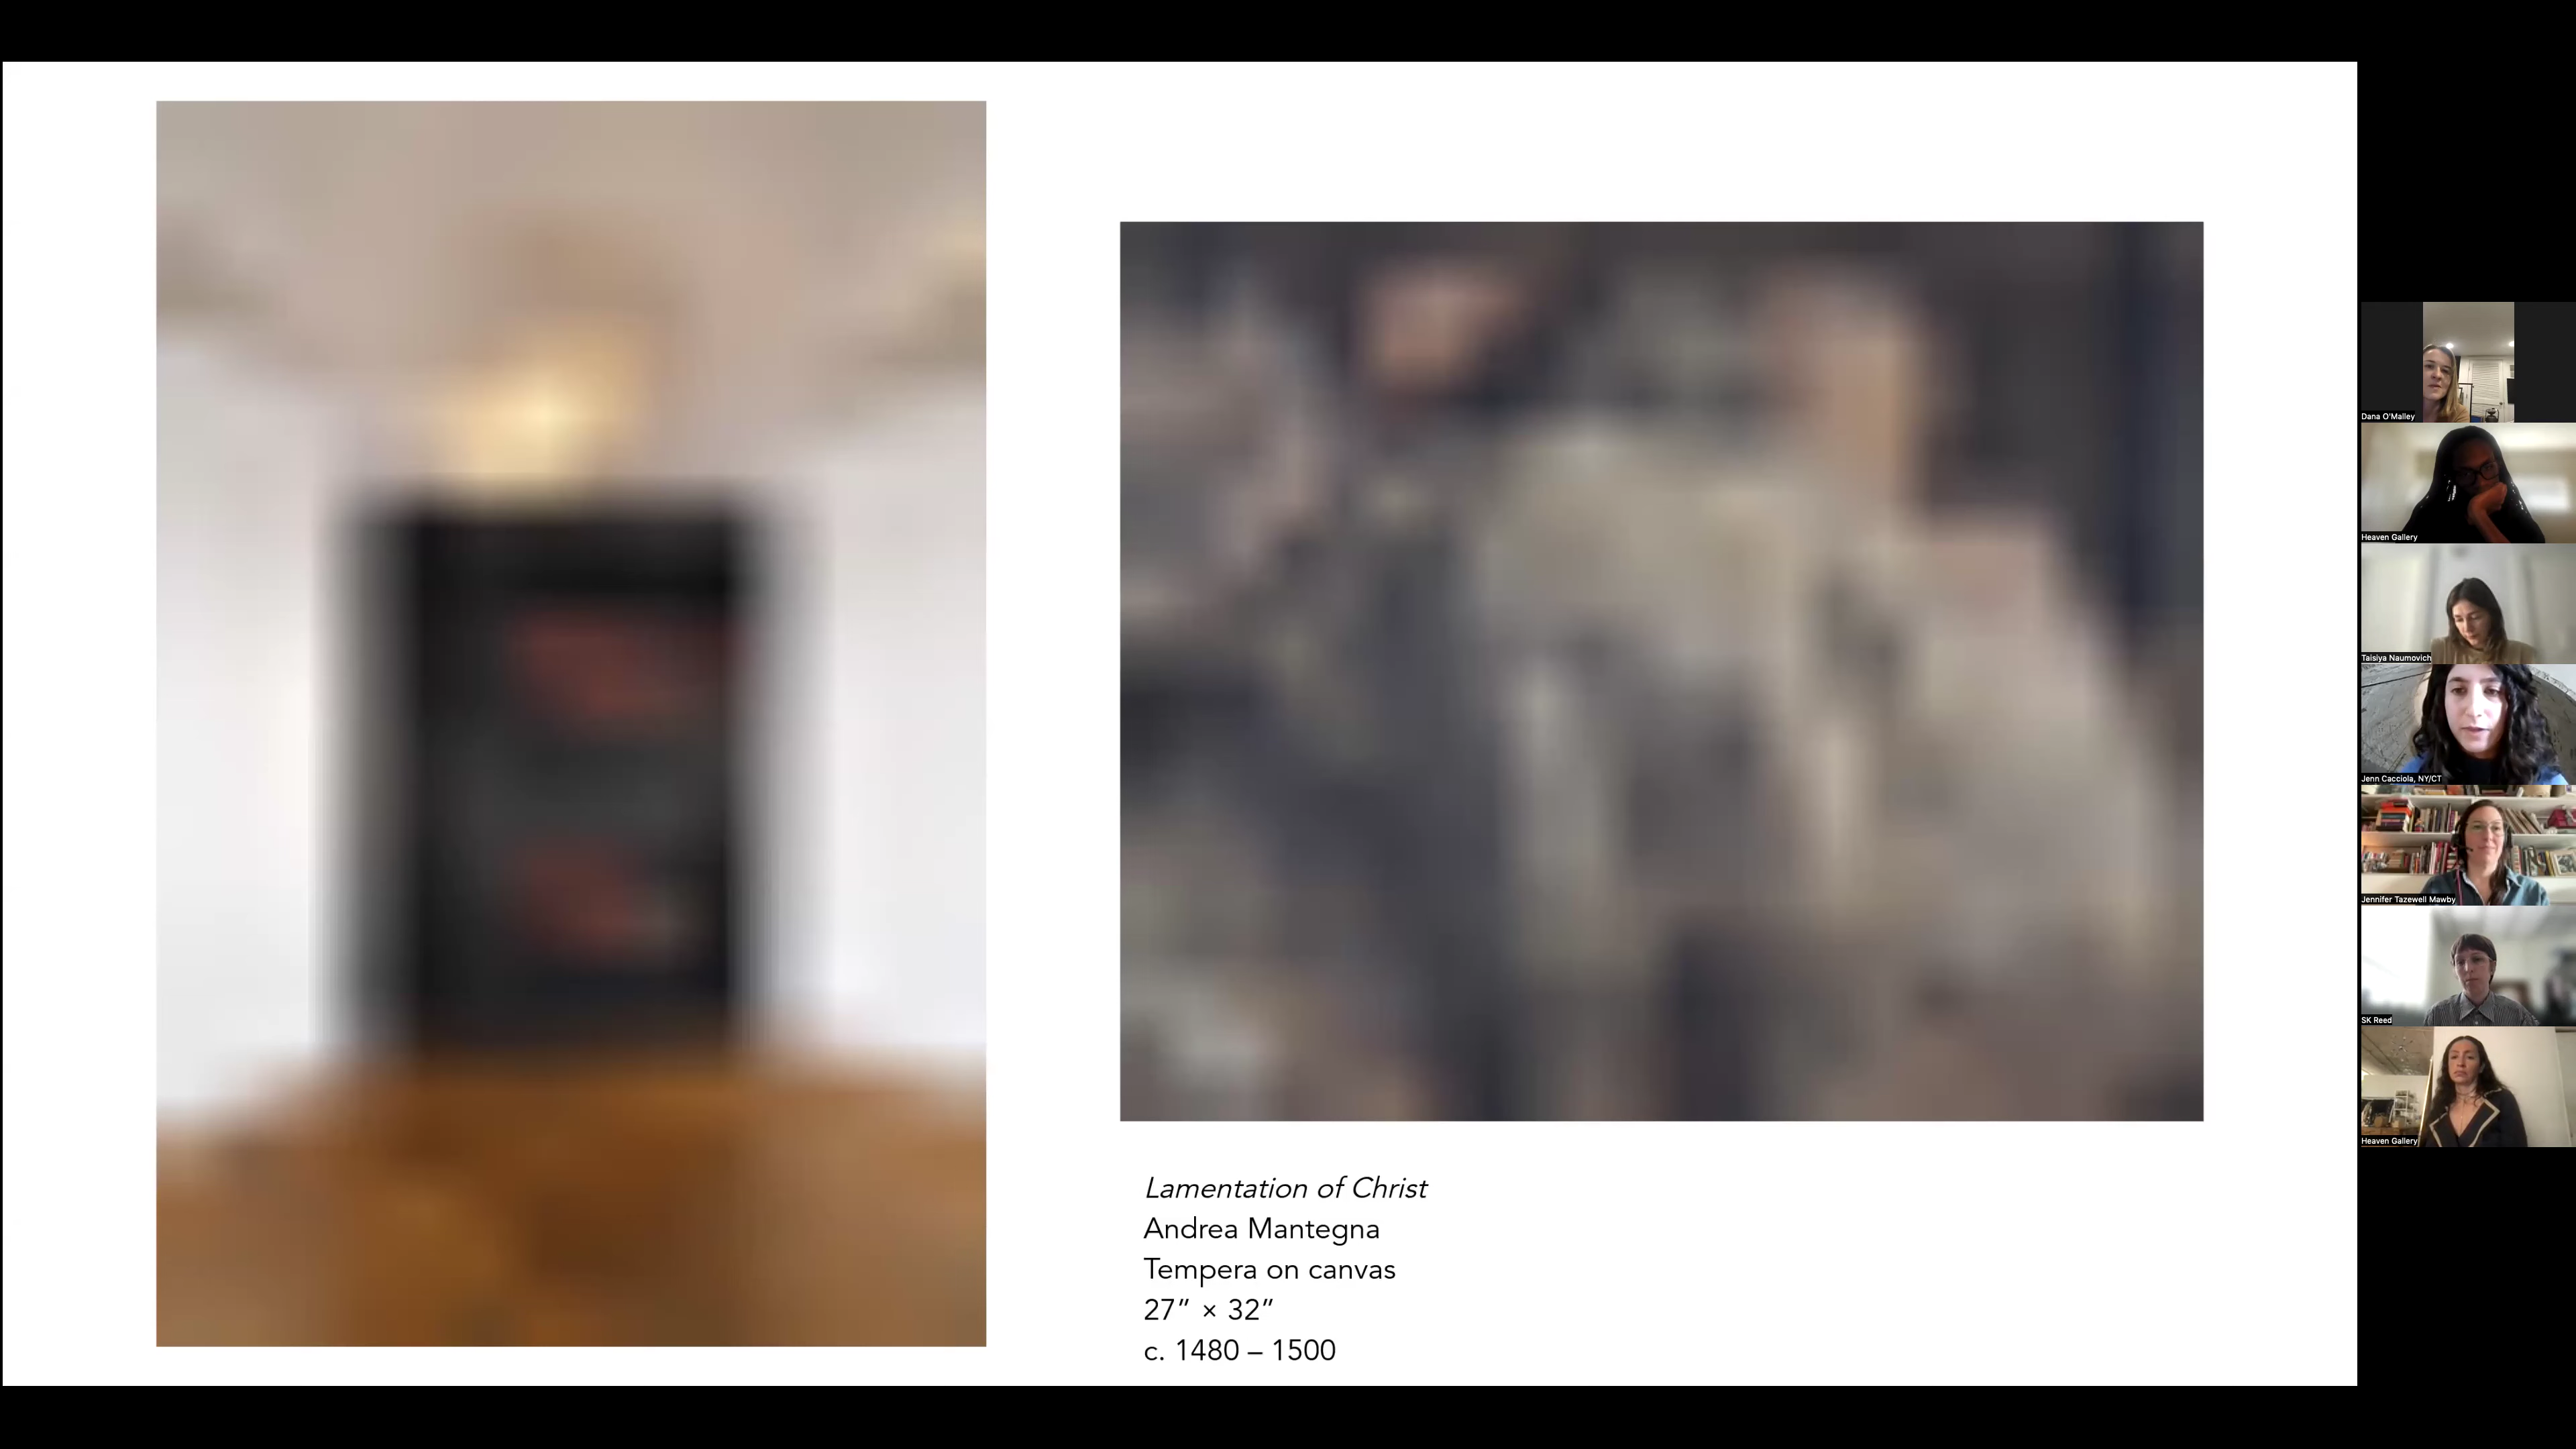 Lamentation of Christ
Andrea Mantegna
Tempera on canvas
27” × 32”
c. 1480 – 1500
Dana O'Malley
Heaven Gallery
Taisiya Naumovich
Jenn Cacciola, NY/CT
Jennifer Tazewell Mawby
SK Reed
Heaven Gallery